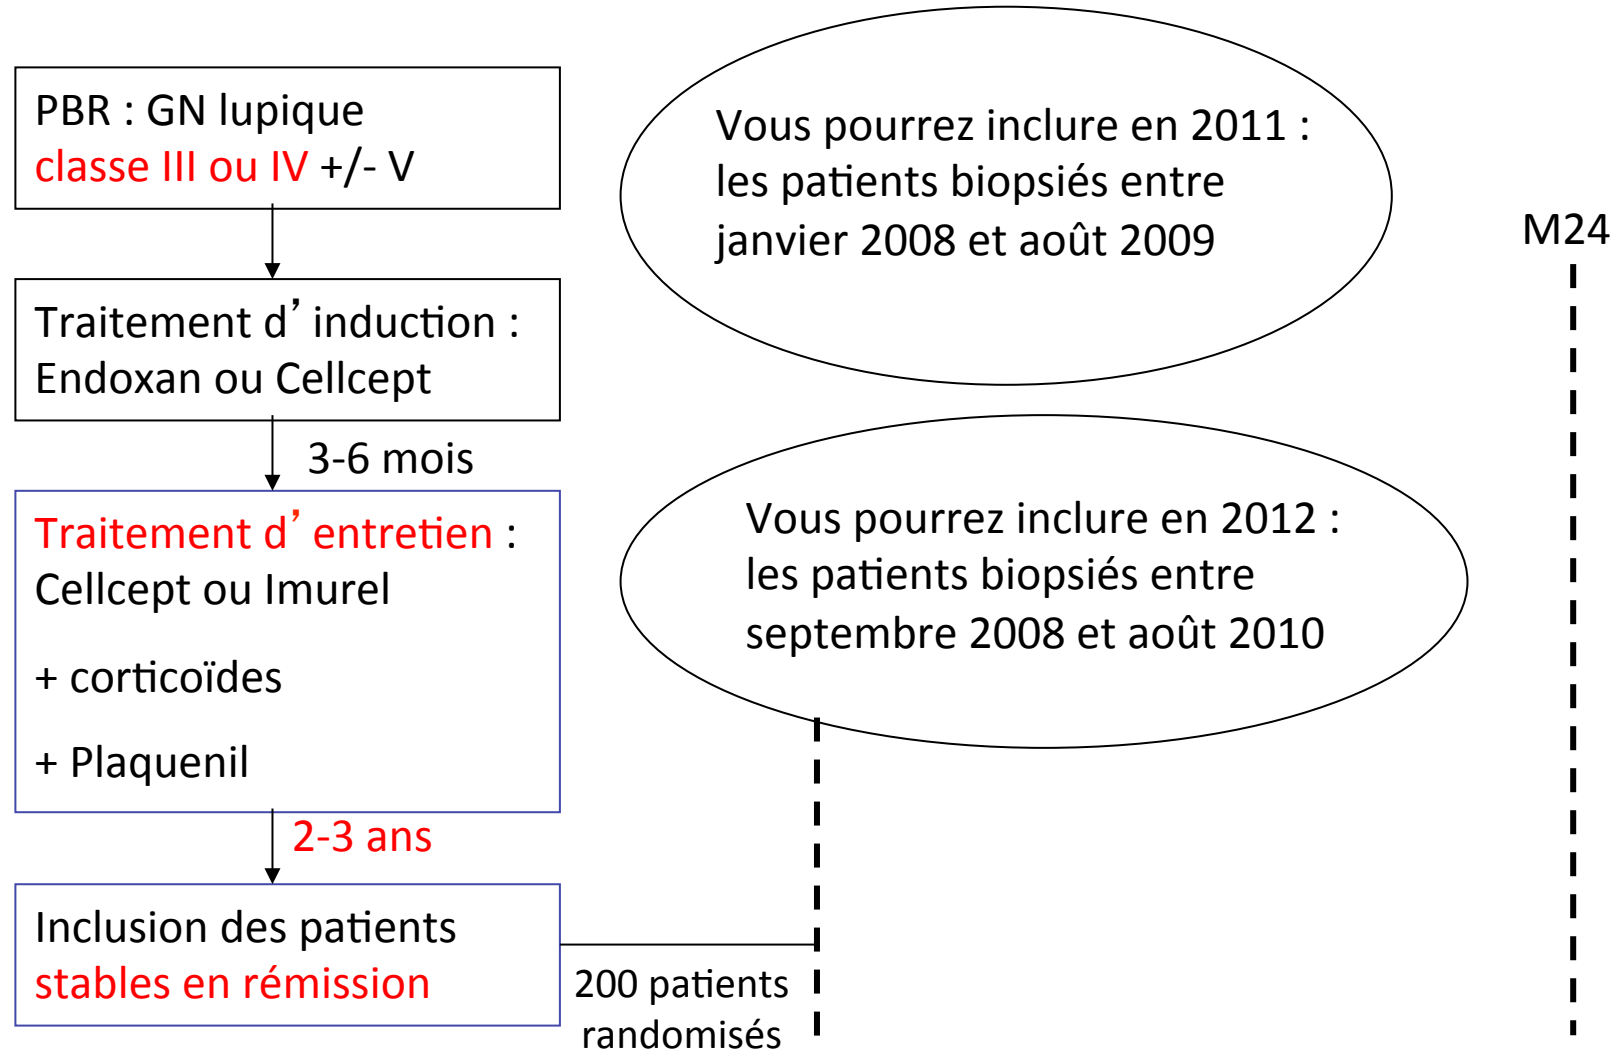 PBR : GN lupique
classe III ou IV +/- V
Traitement d’ induction :
Endoxan ou Cellcept
3-6 mois
Traitement d’ entretien :
Cellcept ou Imurel
+ corticoïdes
+ Plaquenil
2-3 ans
Inclusion des patients
stables en rémission
200 patients
randomisés
Vous pourrez inclure en 2011 :
les patients biopsiés entre
janvier 2008 et août 2009
Vous pourrez inclure en 2012 :
les patients biopsiés entre
septembre 2008 et août 2010
M24